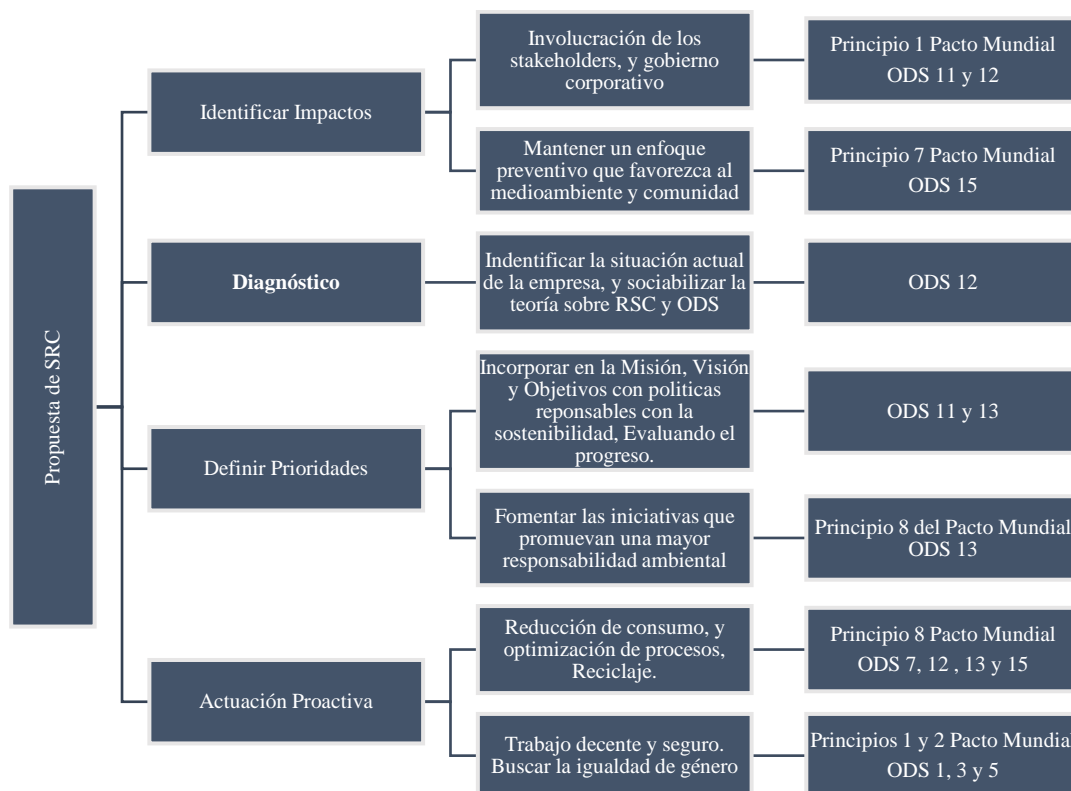 Propuesta de SRC
Identificar Impactos
Involucración de los
stakeholders, y gobierno
corporativo
Principio 1 Pacto Mundial
ODS 11 y 12
Mantener un enfoque
preventivo que favorezca al
medioambiente y comunidad
Principio 7 Pacto Mundial
ODS 15
Diagnóstico
Indentificar la situación actual
de la empresa, y sociabilizar la
teoría sobre RSC y ODS
ODS 12
Definir Prioridades
Incorporar en la Misión, Visión
y Objetivos con politicas
reponsables con la
sostenibilidad, Evaluando el
progreso.
ODS 11 y 13
Fomentar las iniciativas que
promuevan una mayor
responsabilidad ambiental
Principio 8 del Pacto Mundial
ODS 13
Actuación Proactiva
Reducción de consumo, y
optimización de procesos,
Reciclaje.
Principio 8 Pacto Mundial
ODS 7, 12 , 13 y 15
Trabajo decente y seguro.
Buscar la igualdad de género
Principios 1 y 2 Pacto Mundial
ODS 1, 3 y 5